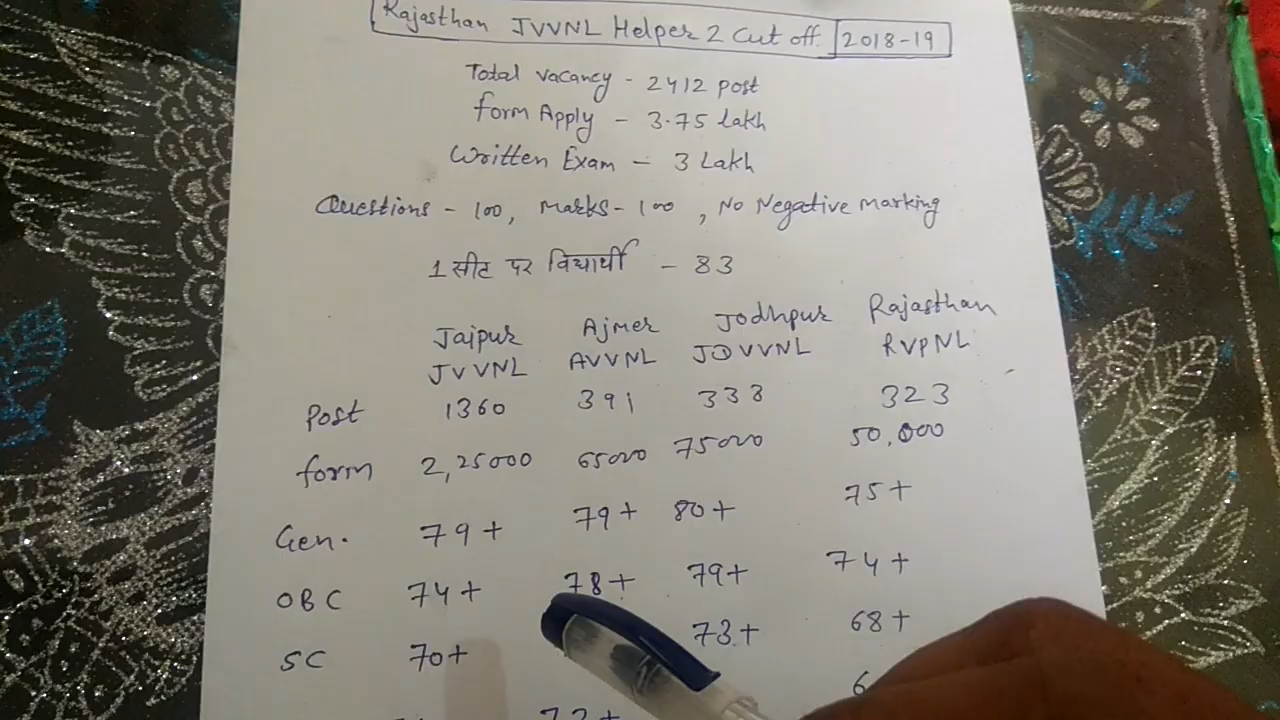 Rajasthan JVVNL Helper 2 Cut off. 2018-19
Total vacancy - 2412 post
form Apply - 3.75 lakh
Written Exam - 3 Lakh
Questions - 100, Marks - 100, No Negative Marking
1 सीट पर विद्यार्थी - 83
Jaipur Ajmer Jodhpur Rajasthan
JVVNL AVVNL JDVVNL RVPNL
Post 1360 391 338 323
form 2,25000 65000 75000 50,000
Gen. 79+ 79+ 80+ 75+
OBC 74+ 78+ 79+ 74+
SC 70+ 73+ 68+